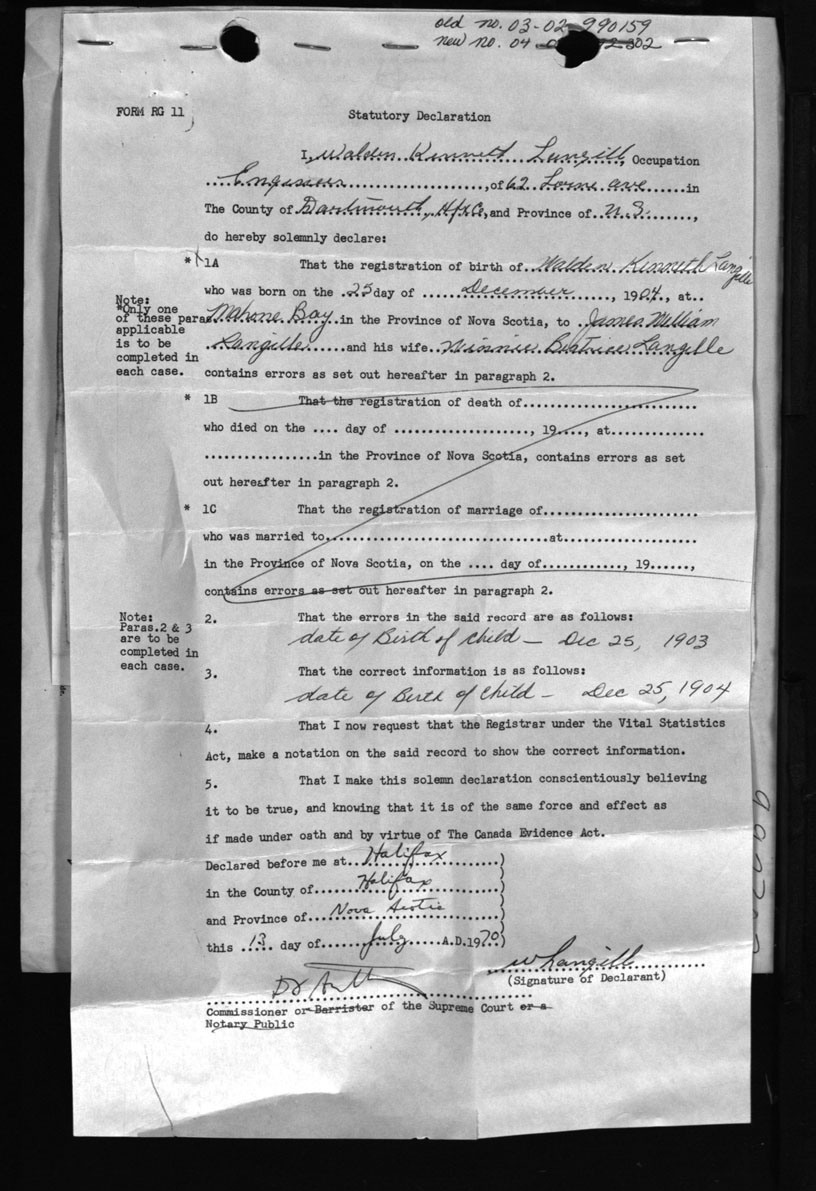 old no. 03-02-990159
new no. 04 302
FORM RG 11
Statutory Declaration
I, Walden Kenneth Langille, Occupation
....Engineer....................,of 62 Lorne Ave......in
The County of Dartmouth, Hfx Co,and Province of..N.S.......,
do hereby solemnly declare:
* 1A That the registration of birth of..Walden Kenneth Langille
who was born on the .25 day of ......December......, 1904., at..
Note:
*Only one
of these paras.
applicable
is to be
completed in
each case.
Mahone Bay..in the Province of Nova Scotia, to .James William
.Langille......and his wife..Minnie Beatrice Langille
contains errors as set out hereafter in paragraph 2.
* 1B That the registration of death of........................
who died on the .... day of ...................., 19...., at.............
.................in the Province of Nova Scotia, contains errors as set
out hereafter in paragraph 2.
* 1C That the registration of marriage of.....................
who was married to.................................at...................
in the Province of Nova Scotia, on the .... day of............, 19......,
contains errors as set out hereafter in paragraph 2.
Note:
Paras.2 & 3
are to be
completed in
each case.
2. That the errors in the said record are as follows:
date of Birth of child - Dec 25, 1903
3. That the correct information is as follows:
date of Birth of Child - Dec 25, 1904
4. That I now request that the Registrar under the Vital Statistics
Act, make a notation on the said record to show the correct information.
5. That I make this solemn declaration conscientiously believing
it to be true, and knowing that it is of the same force and effect as
if made under oath and by virtue of The Canada Evidence Act.
Declared before me at...Halifax........)
in the County of......Halifax..........)
and Province of...Nova Scotia..........)
this .13. day of......July......A.D.1970.)
W Langille
(Signature of Declarant)
Commissioner or Barrister of the Supreme Court or a
Notary Public